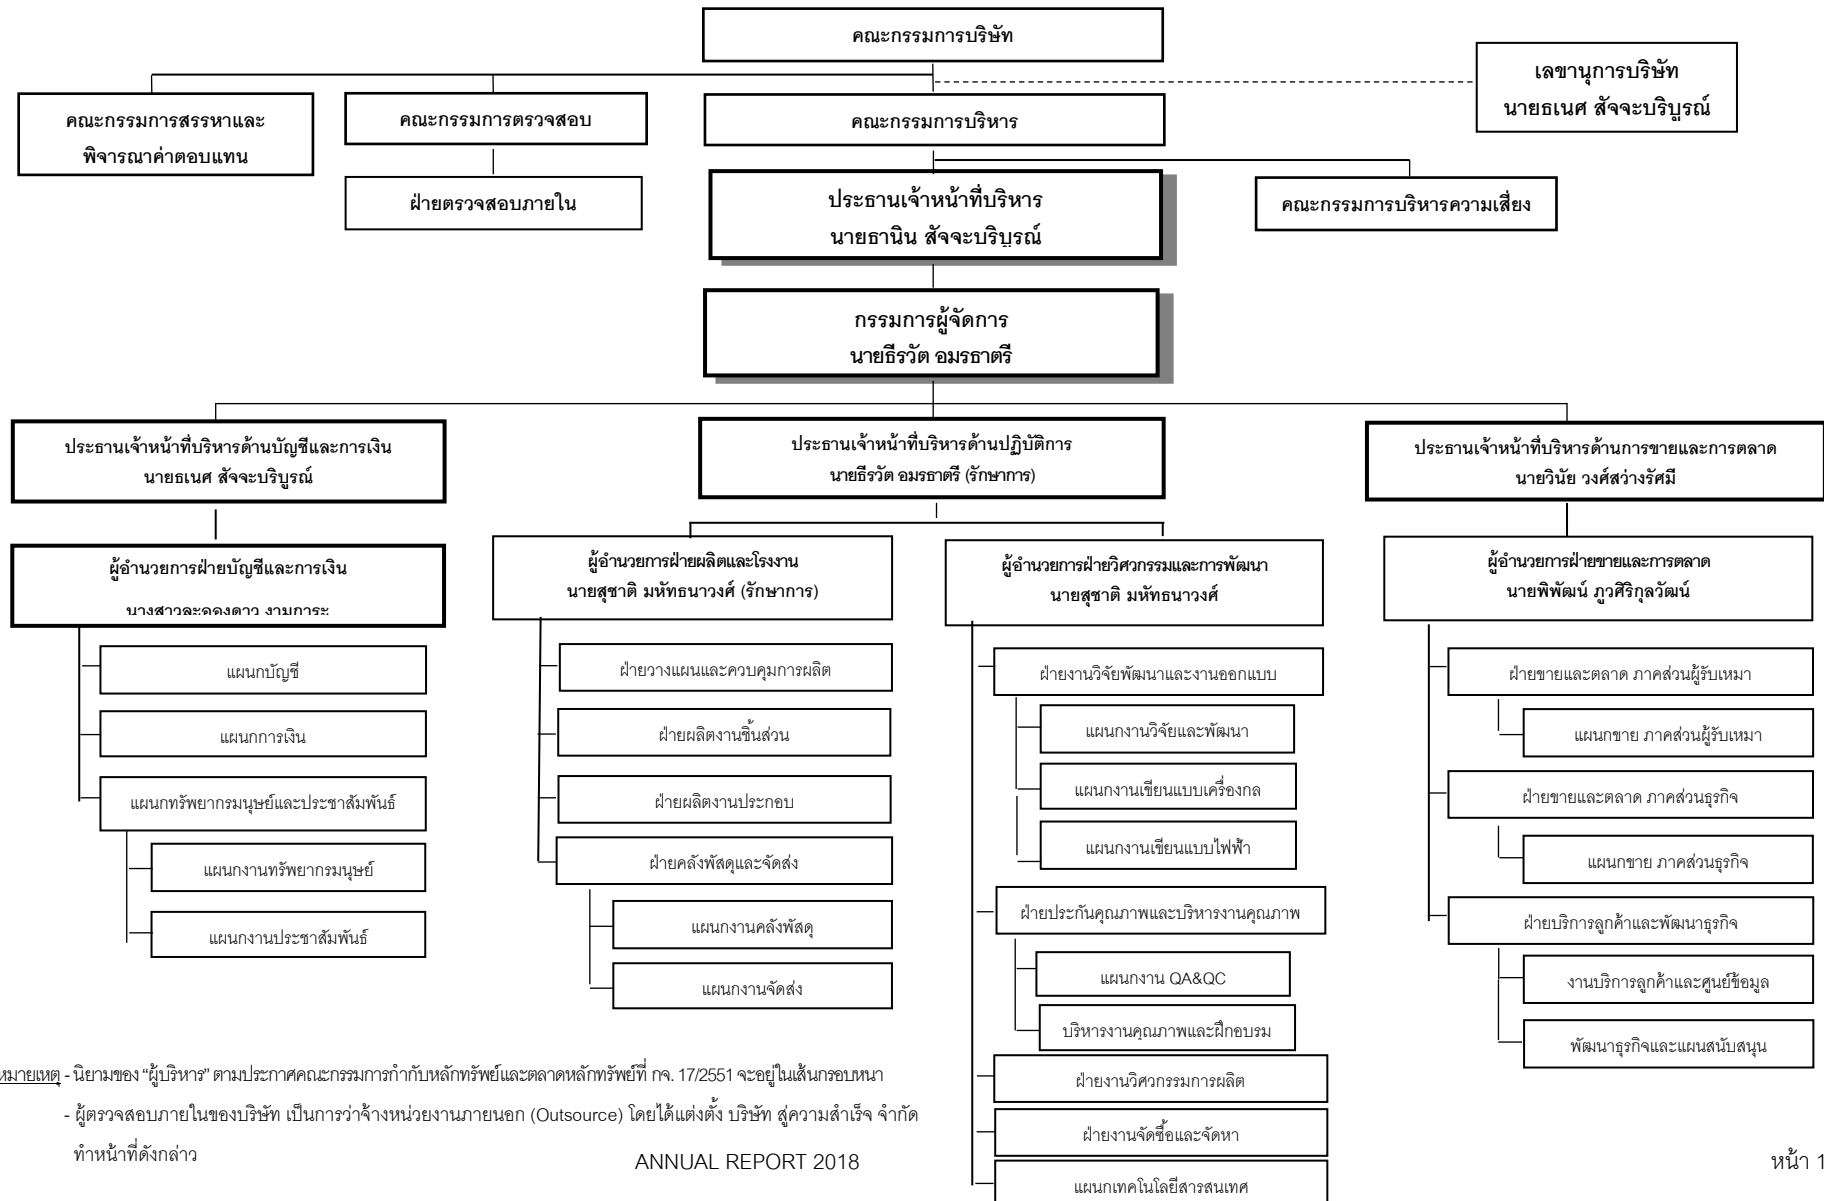 คณะกรรมการบริษัท
เลขานุการบริษัท
นายธเนศ สัจจะบริบูรณ์
คณะกรรมการสรรหาและ
พิจารณาค่าตอบแทน
คณะกรรมการตรวจสอบ
คณะกรรมการบริหาร
ฝ่ายตรวจสอบภายใน
ประธานเจ้าหน้าที่บริหาร
นายธานิน สัจจะบริบูรณ์
คณะกรรมการบริหารความเสี่ยง
กรรมการผู้จัดการ
นายธีรวัต อมรธาตรี
ประธานเจ้าหน้าที่บริหารด้านบัญชีและการเงิน
นายธเนศ สัจจะบริบูรณ์
ประธานเจ้าหน้าที่บริหารด้านปฏิบัติการ
นายธีรวัต อมรธาตรี (รักษาการ)
ประธานเจ้าหน้าที่บริหารด้านการขายและการตลาด
นายวินัย วงศ์สว่างรัศมี
ผู้อำนวยการฝ่ายบัญชีและการเงิน
นางสาวละอองดาว งามภาระ
แผนกบัญชี
แผนกการเงิน
แผนกทรัพยากรมนุษย์และประชาสัมพันธ์
แผนกงานทรัพยากรมนุษย์
แผนกงานประชาสัมพันธ์
ผู้อำนวยการฝ่ายผลิตและโรงงาน
นายสุชาติ มหัทธนาวงศ์ (รักษาการ)
ฝ่ายวางแผนและควบคุมการผลิต
ฝ่ายผลิตงานชิ้นส่วน
ฝ่ายผลิตงานประกอบ
ฝ่ายคลังพัสดุและจัดส่ง
แผนกงานคลังพัสดุ
แผนกงานจัดส่ง
ผู้อำนวยการฝ่ายวิศวกรรมและการพัฒนา
นายสุชาติ มหัทธนาวงศ์
ฝ่ายงานวิจัยพัฒนาและงานออกแบบ
แผนกงานวิจัยและพัฒนา
แผนกงานเขียนแบบเครื่องกล
แผนกงานเขียนแบบไฟฟ้า
ฝ่ายประกันคุณภาพและบริหารงานคุณภาพ
แผนกงาน QA&QC
บริหารงานคุณภาพและฝึกอบรม
ฝ่ายงานวิศวกรรมการผลิต
ฝ่ายงานจัดซื้อและจัดหา
แผนกเทคโนโลยีสารสนเทศ
ผู้อำนวยการฝ่ายขายและการตลาด
นายพิพัฒน์ ภูวศิริกุลวัฒน์
ฝ่ายขายและตลาด ภาคส่วนผู้รับเหมา
แผนกขาย ภาคส่วนผู้รับเหมา
ฝ่ายขายและตลาด ภาคส่วนธุรกิจ
แผนกขาย ภาคส่วนธุรกิจ
ฝ่ายบริการลูกค้าและพัฒนาธุรกิจ
งานบริการลูกค้าและศูนย์ข้อมูล
พัฒนาธุรกิจและแผนสนับสนุน
หมายเหตุ - นิยามของ “ผู้บริหาร” ตามประกาศคณะกรรมการกำกับหลักทรัพย์และตลาดหลักทรัพย์ที่ กจ. 17/2551 จะอยู่ในเส้นกรอบหนา
- ผู้ตรวจสอบภายในของบริษัท เป็นการว่าจ้างหน่วยงานภายนอก (Outsource) โดยได้แต่งตั้ง บริษัท สู่ความสำเร็จ จำกัด
ทำหน้าที่ดังกล่าว
ANNUAL REPORT 2018
หน้า 1